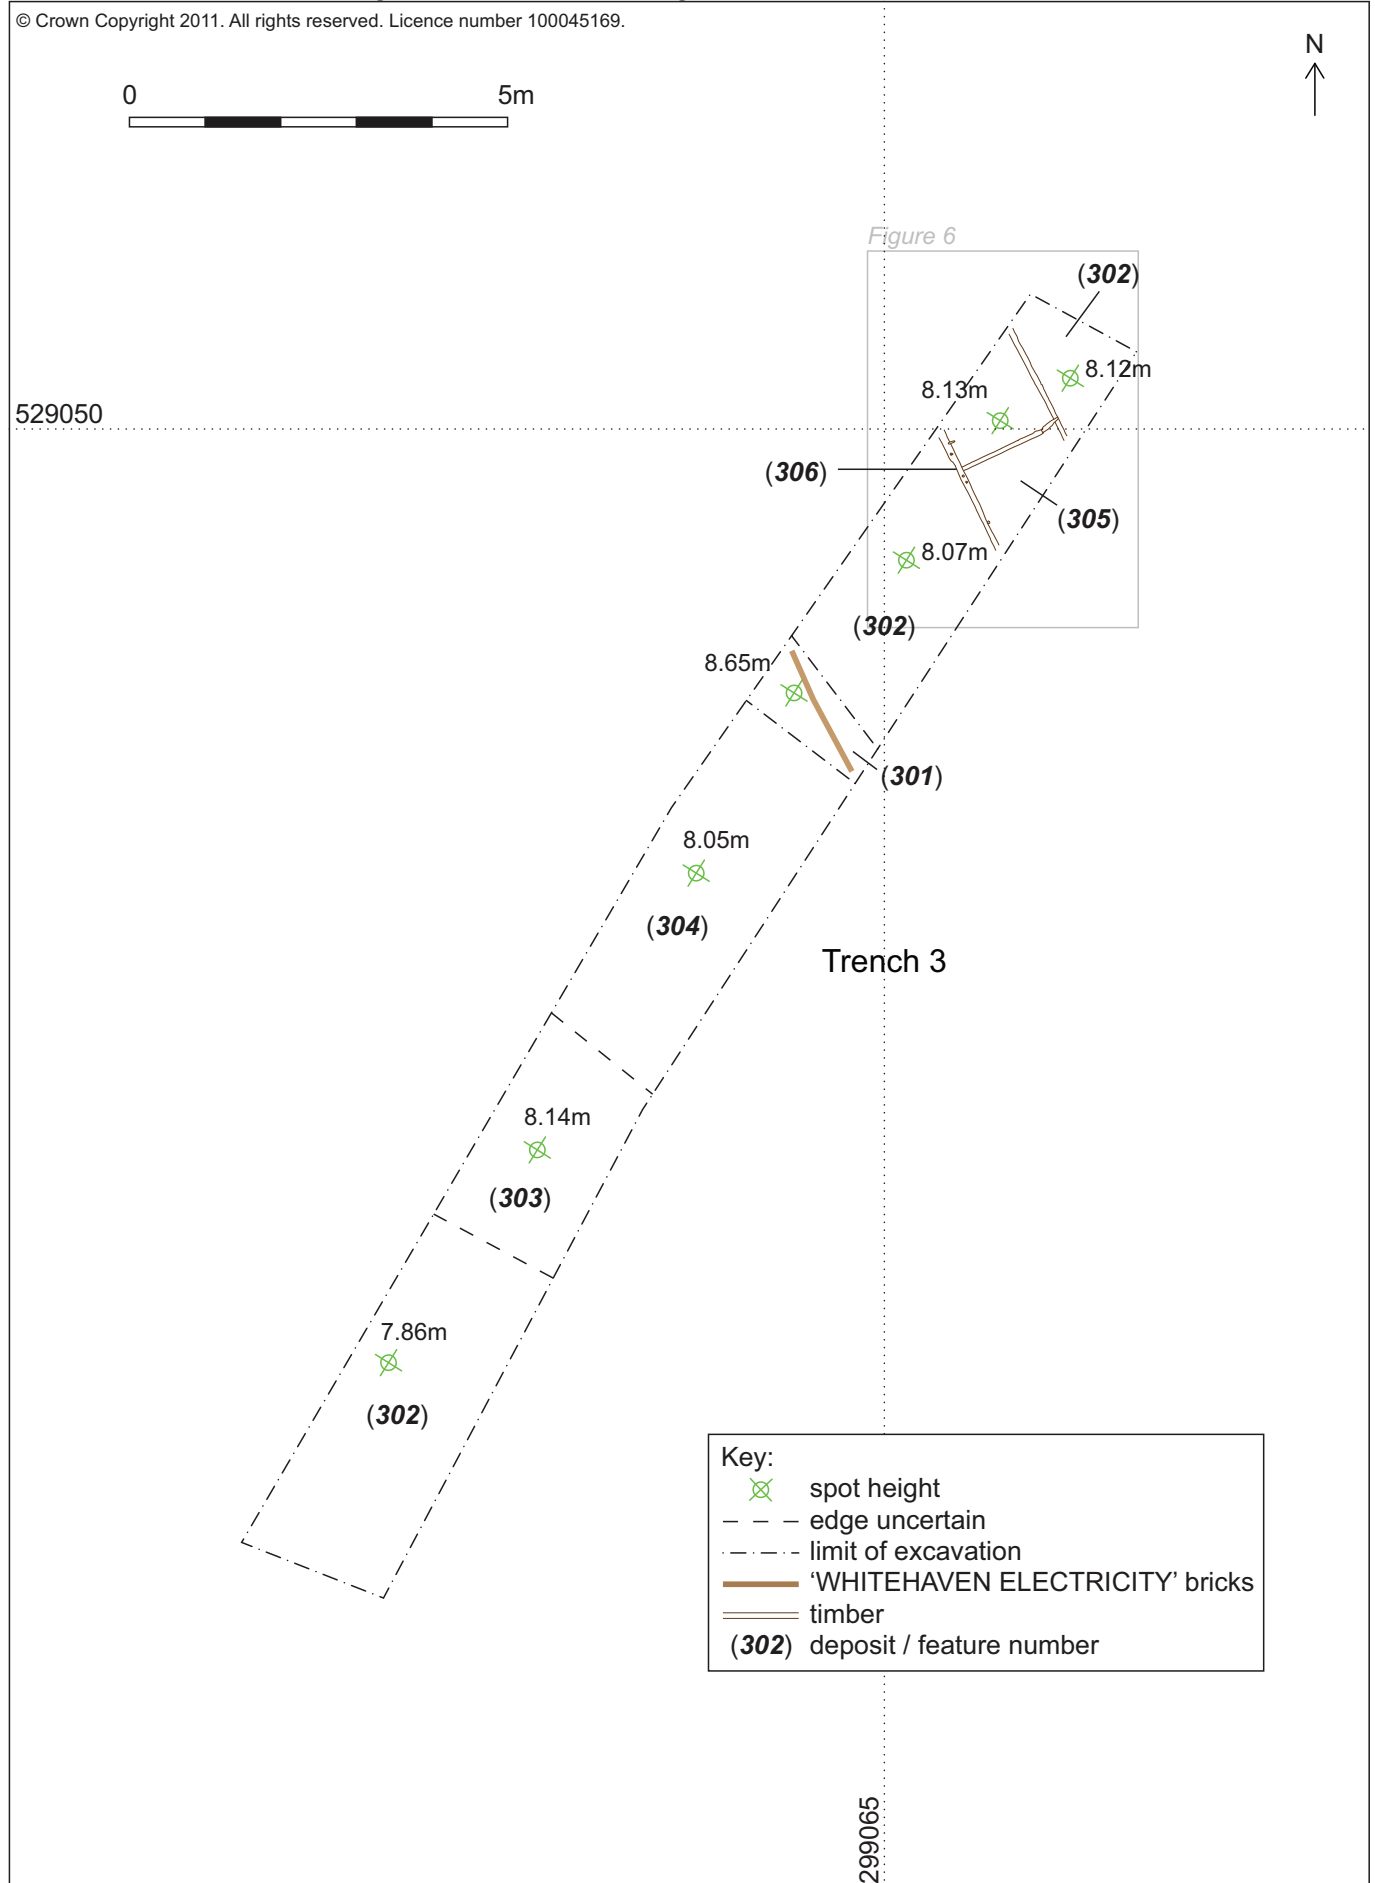 © Crown Copyright 2011. All rights reserved. Licence number 100045169.
N
0 5m
Figure 6
(302)
8.12m
8.13m
529050
(306)
(305)
8.07m
(302)
8.65m
(301)
8.05m
(304)
Trench 3
8.14m
(303)
7.86m
(302)
Key:
spot height
edge uncertain
limit of excavation
‘WHITEHAVEN ELECTRICITY’ bricks
timber
(302) deposit / feature number
299065